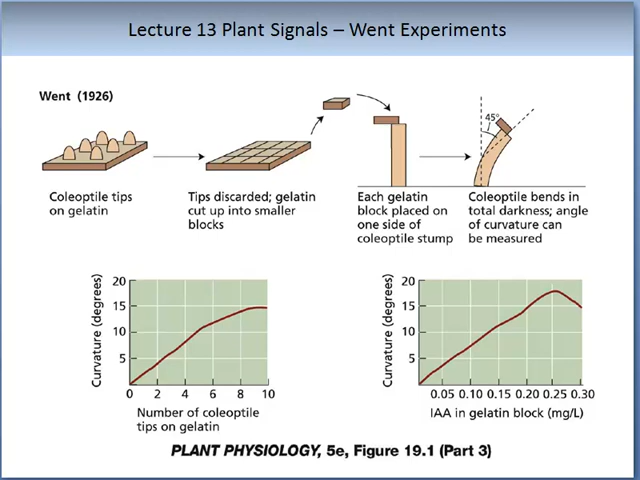 Lecture 13 Plant Signals – Went Experiments
Went (1926)
45°
Coleoptile tips
on gelatin
Tips discarded; gelatin
cut up into smaller
blocks
Each gelatin
block placed on
one side of
coleoptile stump
Coleoptile bends in
total darkness; angle
of curvature can
be measured
Curvature (degrees)
20
15
10
5
0 2 4 6 8 10
Number of coleoptile
tips on gelatin
Curvature (degrees)
20
15
10
5
0.05 0.10 0.15 0.20 0.25 0.30
IAA in gelatin block (mg/L)
PLANT PHYSIOLOGY, 5e, Figure 19.1 (Part 3)